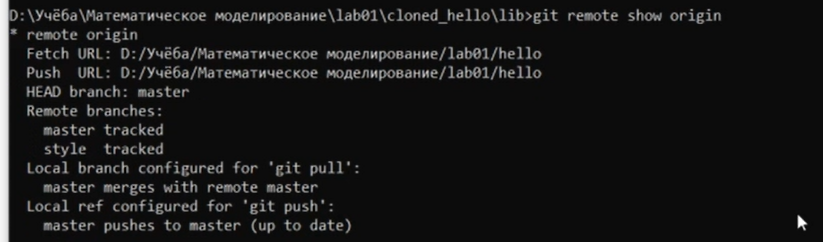 D:\Учёба\Математическое моделирование\lab01\cloned_hello\lib>git remote show origin
* remote origin
  Fetch URL: D:/Учёба/Математическое моделирование/lab01/hello
  Push  URL: D:/Учёба/Математическое моделирование/lab01/hello
  HEAD branch: master
  Remote branches:
    master tracked
    style  tracked
  Local branch configured for 'git pull':
    master merges with remote master
  Local ref configured for 'git push':
    master pushes to master (up to date)